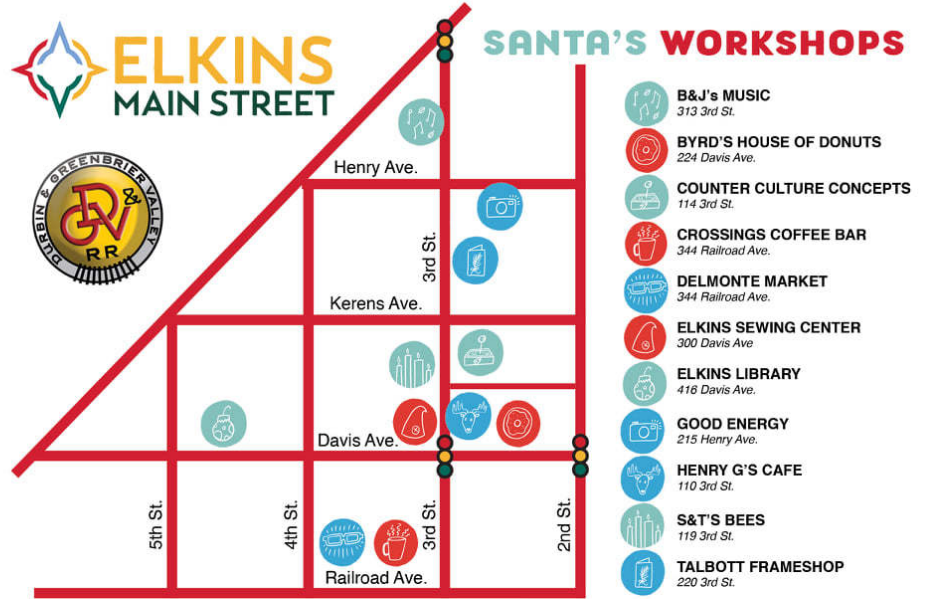 ELKINS
MAIN STREET
SANTA'S WORKSHOPS
DURBIN & GREENBRIER VALLEY
D&GV
RR
Henry Ave.
3rd St.
Kerens Ave.
Davis Ave.
5th St.
4th St.
3rd St.
2nd St.
Railroad Ave.
B&J's MUSIC
313 3rd St.
BYRD'S HOUSE OF DONUTS
224 Davis Ave.
COUNTER CULTURE CONCEPTS
114 3rd St.
CROSSINGS COFFEE BAR
344 Railroad Ave.
DELMONTE MARKET
344 Railroad Ave.
ELKINS SEWING CENTER
300 Davis Ave
ELKINS LIBRARY
416 Davis Ave.
GOOD ENERGY
215 Henry Ave.
HENRY G'S CAFE
110 3rd St.
S&T'S BEES
119 3rd St.
TALBOTT FRAMESHOP
220 3rd St.